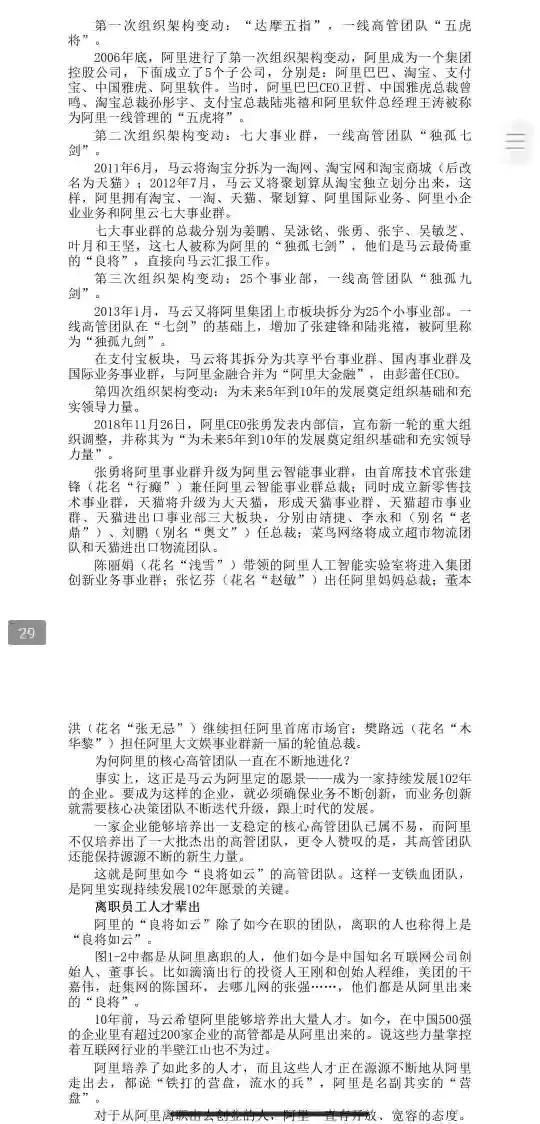 第一次组织架构变动：“达摩五指”，一线高管团队“五虎
将”。
2006年底，阿里进行了第一次组织架构变动，阿里成为一个集团
控股公司，下面成立了5个子公司，分别是：阿里巴巴、淘宝、支付
宝、中国雅虎、阿里软件。当时，阿里巴巴CEO卫哲、中国雅虎总裁曾
鸣、淘宝总裁孙彤宇、支付宝总裁陆兆禧和阿里软件总经理王涛被称
为阿里一线管理的“五虎将”。
第二次组织架构变动：七大事业群，一线高管团队“独孤七
剑”。
2011年6月，马云将淘宝分拆为一淘网、淘宝网和淘宝商城（后改
名为天猫）；2012年7月，马云又将聚划算从淘宝独立划分出来，这
样，阿里拥有淘宝、一淘、天猫、聚划算、阿里国际业务、阿里小企
业业务和阿里云七大事业群。
七大事业群的总裁分别为姜鹏、吴泳铭、张勇、张宇、吴敏芝、
叶月和王坚，这七人被称为阿里的“独孤七剑”，他们是马云最倚重
的“良将”，直接向马云汇报工作。
第三次组织架构变动：25个事业部，一线高管团队“独孤九
剑”。
2013年1月，马云又将阿里集团上市板块拆分为25个小事业部。一
线高管团队在“七剑”的基础上，增加了张建锋和陆兆禧，被阿里称
为“独孤九剑”。
在支付宝板块，马云将其拆分为共享平台事业群、国内事业群及
国际业务事业群，与阿里金融合并为“阿里大金融”，由彭蕾任CEO。
第四次组织架构变动：为未来5年到10年的发展奠定组织基础和充
实领导力量。
2018年11月26日，阿里CEO张勇发表内部信，宣布新一轮的重大组
织调整，并称其为“为未来5年到10年的发展奠定组织基础和充实领导
力量”。
张勇将阿里事业群升级为阿里云智能事业群，由首席技术官张建
锋（花名“行癫”）兼任阿里云智能事业群总裁；同时成立新零售技
术事业群，天猫将升级为大天猫，形成天猫事业群、天猫超市事业
群、天猫进出口事业部三大板块，分别由靖捷、李永和（别名“老
鼎”）、刘鹏（别名“奥文”）任总裁；菜鸟网络将成立超市物流团
队和天猫进出口物流团队。
陈丽娟（花名“浅雪”）带领的阿里人工智能实验室将进入集团
创新业务事业群；张忆芬（花名“赵敏”）出任阿里妈妈总裁；董本
29
洪（花名“张无忌”）继续担任阿里首席市场官；樊路远（花名“木
华黎”）担任阿里大文娱事业群新一届的轮值总裁。
为何阿里的核心高管团队一直在不断地进化？
事实上，这正是马云为阿里定的愿景——成为一家持续发展102年
的企业。要成为这样的企业，就必须确保业务不断创新，而业务创新
就需要核心决策团队不断迭代升级，跟上时代的发展。
一家企业能够培养出一支稳定的核心高管团队已属不易，而阿里
不仅培养出了一大批杰出的高管团队，更令人赞叹的是，其高管团队
还能保持源源不断的新生力量。
这就是阿里如今“良将如云”的高管团队。这样一支铁血团队，
是阿里实现持续发展102年愿景的关键。
离职员工人才辈出
阿里的“良将如云”除了如今在职的团队，离职的人也称得上是
“良将如云”。
图1-2中都是从阿里离职的人，他们如今是中国知名互联网公司创
始人、董事长。比如滴滴出行的投资人王刚和创始人程维，美团的干
嘉伟，赶集网的陈国环，去哪儿网的张强……，他们都是从阿里出来
的“良将”。
10年前，马云希望阿里能够培养出大量人才。如今，在中国500强
的企业里有超过200家企业的高管都是从阿里出来的。说这些力量掌控
着互联网行业的半壁江山也不为过。
阿里培养了如此多的人才，而且这些人才正在源源不断地从阿里
走出去，都说“铁打的营盘，流水的兵”，阿里是名副其实的“营
盘”。
对于从阿里离职出去创业的人，阿里一直有开放、宽容的态度。